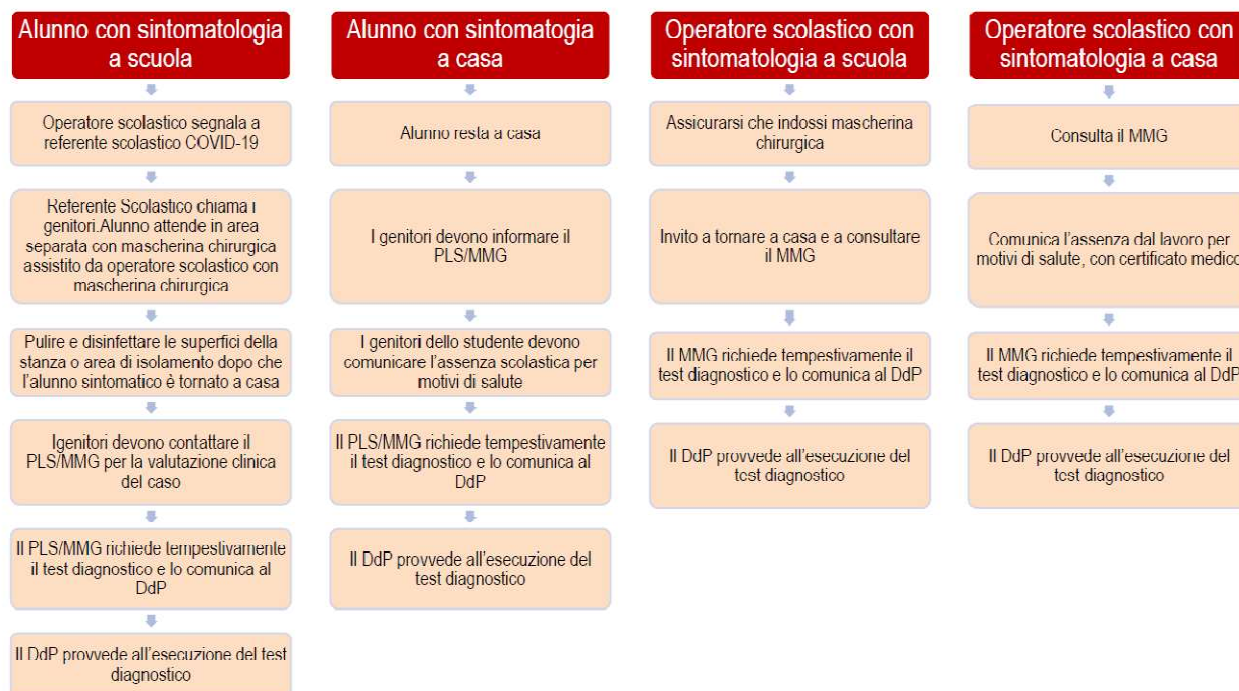 Alunno con sintomatologia
a scuola
Operatore scolastico segnala a
referente scolastico COVID-19
Referente Scolastico chiama i
genitori.Alunno attende in area
separata con mascherina chirurgica
assistito da operatore scolastico con
mascherina chirurgica
Pulire e disinfettare le superfici della
stanza o area di isolamento dopo che
l'alunno sintomatico è tornato a casa
Igenitori devono contattare il
PLS/MMG per la valutazione clinica
del caso
Il PLS/MMG richiede tempestivamente
il test diagnostico e lo comunica al
DdP
Il DdP provvede all'esecuzione del test
diagnostico
Alunno con sintomatogia
a casa
Alunno resta a casa
I genitori devono informare il
PLS/MMG
I genitori dello studente devono
comunicare l'assenza scolastica per
motivi di salute
Il PLS/MMG richiede tempestivamente
il test diagnostico e lo comunica al
DdP
Il DdP provvede all'esecuzione del
test diagnostico
Operatore scolastico con
sintomatologia a scuola
Assicurarsi che indossi mascherina
chirurgica
Invito a tornare a casa e a consultare
il MMG
Il MMG richiede tempestivamente il
test diagnostico e lo comunica al DdP
Il DdP provvede all'esecuzione del
test diagnostico
Operatore scolastico con
sintomatologia a casa
Consulta il MMG
Comunica l'assenza dal lavoro per
motivi di salute, con certificato medico
Il MMG richiede tempestivamente il
test diagnostico e lo comunica al DdP
Il DdP provvede all'esecuzione del
test diagnostico